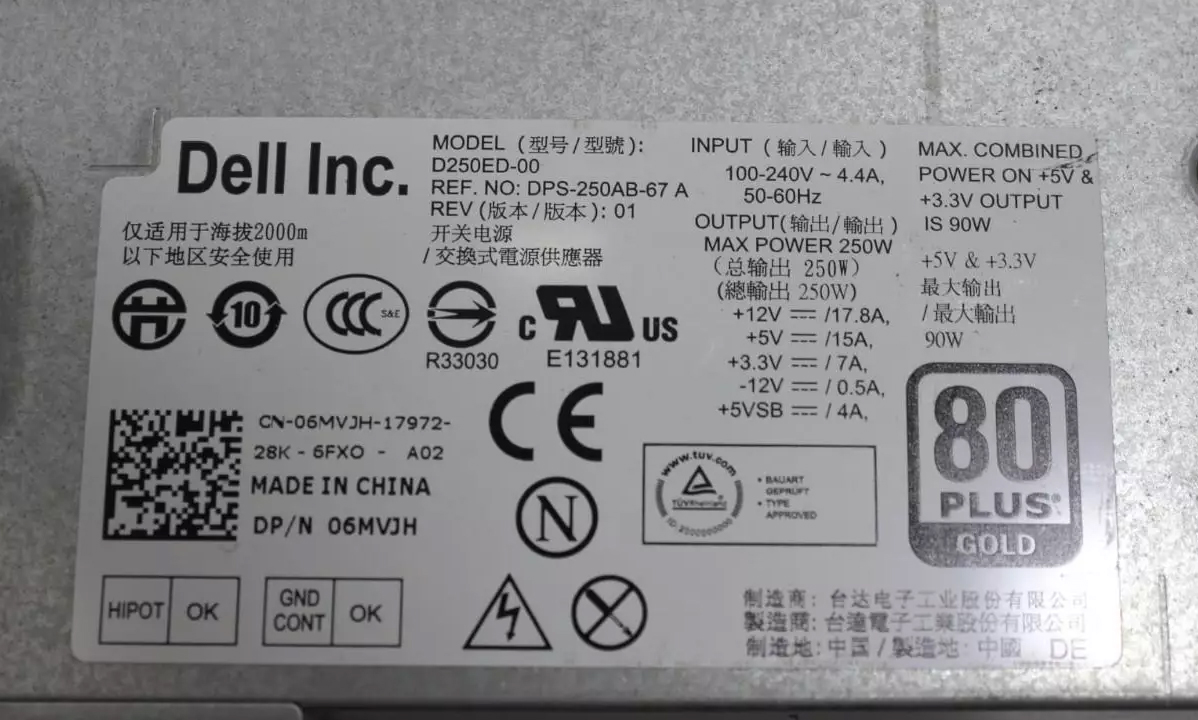 Dell Inc.
仅适用于海拔2000m
以下地区安全使用
MODEL (型号/型號):
D250ED-00
REF. NO: DPS-250AB-67 A
REV (版本/版本): 01
开关电源
/交換式電源供應器
INPUT (输入/輸入)
100-240V ~ 4.4A,
50-60Hz
OUTPUT(输出/輸出)
MAX POWER 250W
(总输出 250W)
(總輸出 250W)
+12V ⎓ /17.8A,
+5V ⎓ /15A,
+3.3V ⎓ / 7A,
-12V ⎓ / 0.5A,
+5VSB ⎓ / 4A,
MAX. COMBINED
POWER ON +5V &
+3.3V OUTPUT
IS 90W
+5V & +3.3V
最大输出
/最大輸出
90W
10
CCC S&E
R33030
c RU US
E131881
CE
N
CN-06MVJH-17972-
28K - 6FXO - A02
MADE IN CHINA
DP/N 06MVJH
www.tuv.com
TÜVRheinland
• BAUART
GEPRUFT
• TYPE
APPROVED
80
PLUS®
GOLD
HIPOT OK
GND
CONT OK
制造商: 台达电子工业股份有限公司
製造商: 台達電子工業股份有限公司
制造地: 中国 / 製造地: 中國 DE